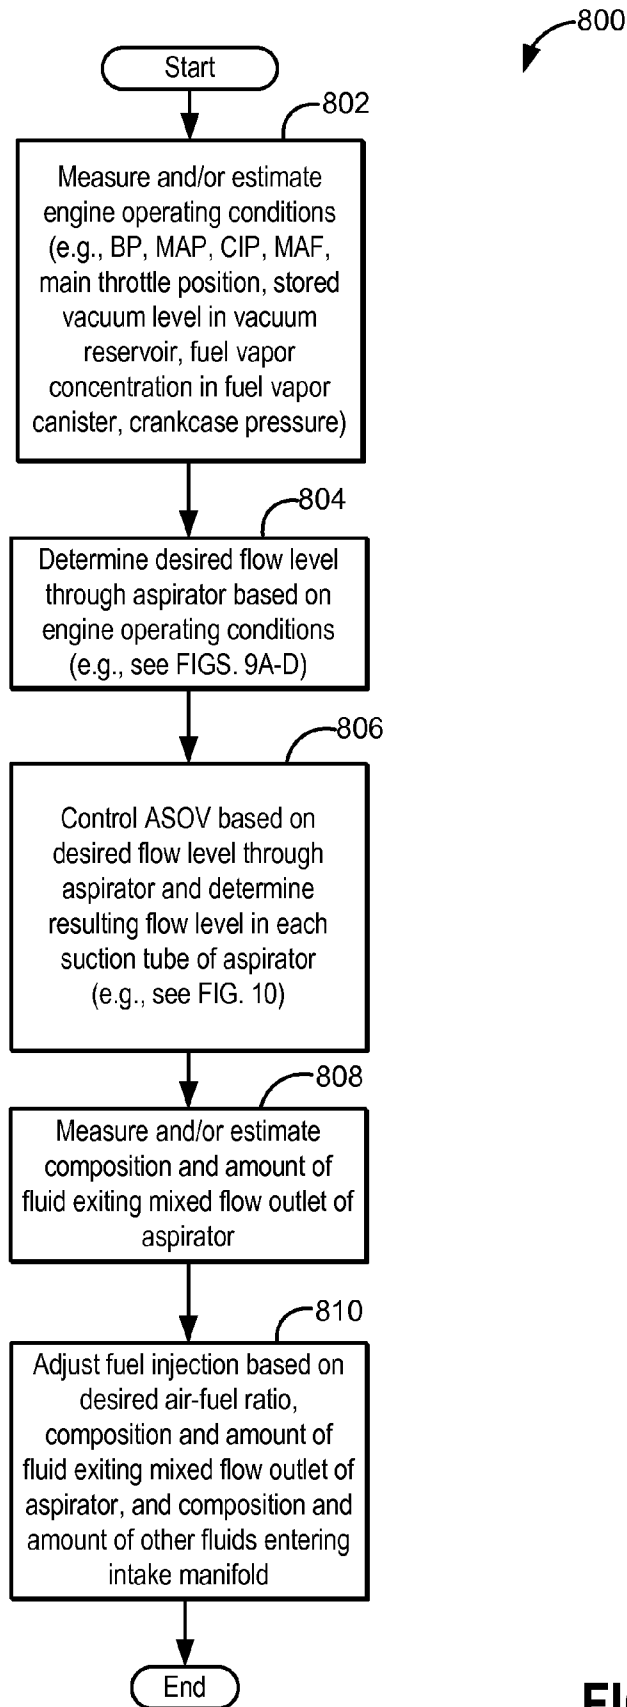 800
Start
802
Measure and/or estimate
engine operating conditions
(e.g., BP, MAP, CIP, MAF,
main throttle position, stored
vacuum level in vacuum
reservoir, fuel vapor
concentration in fuel vapor
canister, crankcase pressure)
804
Determine desired flow level
through aspirator based on
engine operating conditions
(e.g., see FIGS. 9A-D)
806
Control ASOV based on
desired flow level through
aspirator and determine
resulting flow level in each
suction tube of aspirator
(e.g., see FIG. 10)
808
Measure and/or estimate
composition and amount of
fluid exiting mixed flow outlet of
aspirator
810
Adjust fuel injection based on
desired air-fuel ratio,
composition and amount of
fluid exiting mixed flow outlet of
aspirator, and composition and
amount of other fluids entering
intake manifold
End